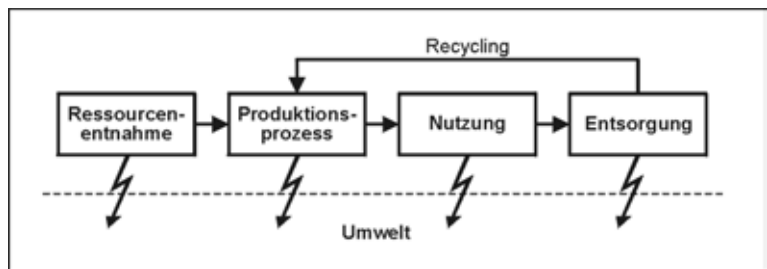 Recycling
Ressourcen-
entnahme
Produktions-
prozess
Nutzung
Entsorgung
Umwelt